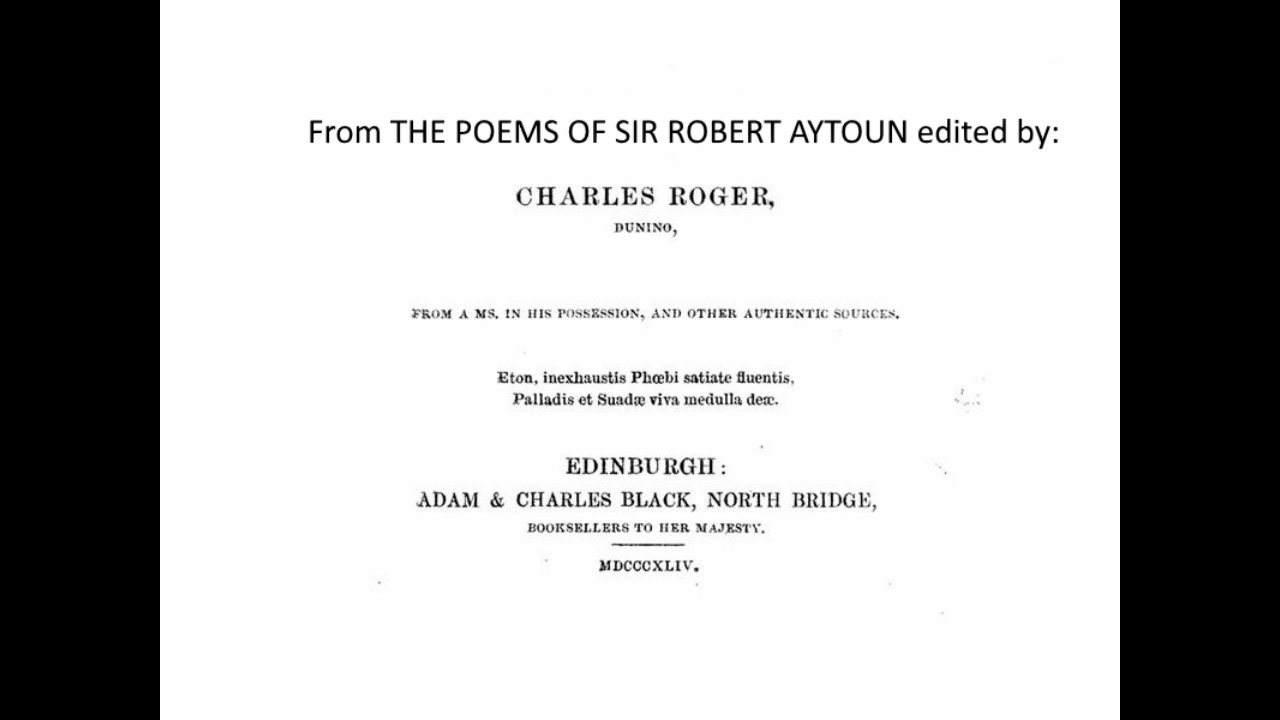 From THE POEMS OF SIR ROBERT AYTOUN edited by:
CHARLES ROGER,
DUNINO,
FROM A MS. IN HIS POSSESSION, AND OTHER AUTHENTIC SOURCES.
Eton, inexhaustis Phœbi satiate fluentis,
Palladis et Suadæ viva medulla deæ.
EDINBURGH:
ADAM & CHARLES BLACK, NORTH BRIDGE,
BOOKSELLERS TO HER MAJESTY.
MDCCCXLIV.